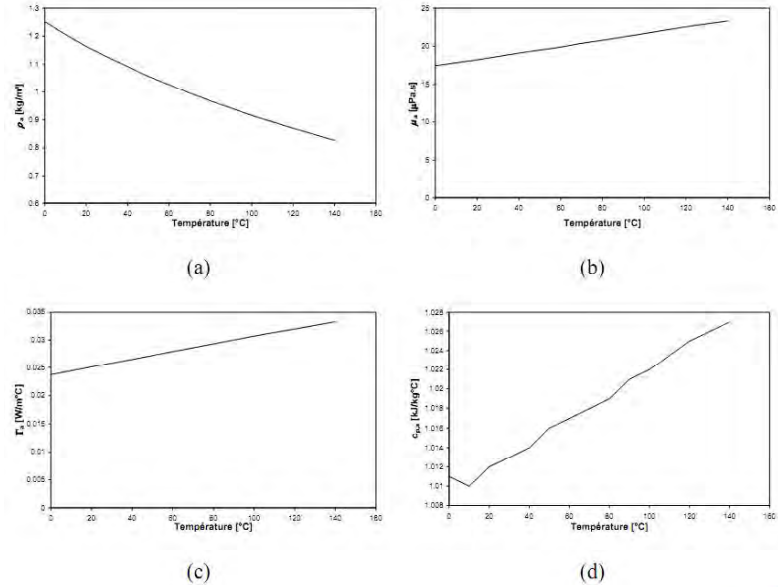 ρa [kg/m³]
1.3
1.2
1.1
1
0.9
0.8
0.7
0.6
0 20 40 60 80 100 120 140 160
Température [°C]
(a)
μa [μPa.s]
25
20
15
10
5
0
0 20 40 60 80 100 120 140 160
Température [°C]
(b)
Γa [W/m°C]
0.035
0.03
0.025
0.02
0.015
0.01
0.005
0
0 20 40 60 80 100 120 140 160
Température [°C]
(c)
cp,a [kJ/kg°C]
1.028
1.026
1.024
1.022
1.02
1.018
1.016
1.014
1.012
1.01
1.008
0 20 40 60 80 100 120 140 160
Température [°C]
(d)